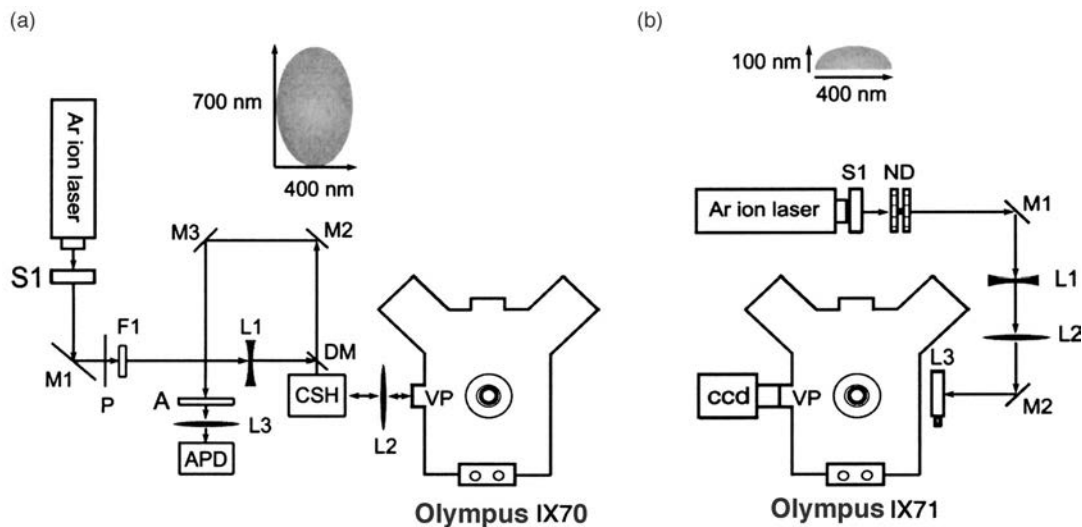 (a)
700 nm
400 nm
Ar ion laser
S1
M1
P
F1
L1
DM
M3
M2
A
L3
APD
CSH
L2
VP
Olympus IX70
(b)
100 nm
400 nm
Ar ion laser
S1
ND
M1
L1
L2
L3
M2
ccd
VP
Olympus IX71